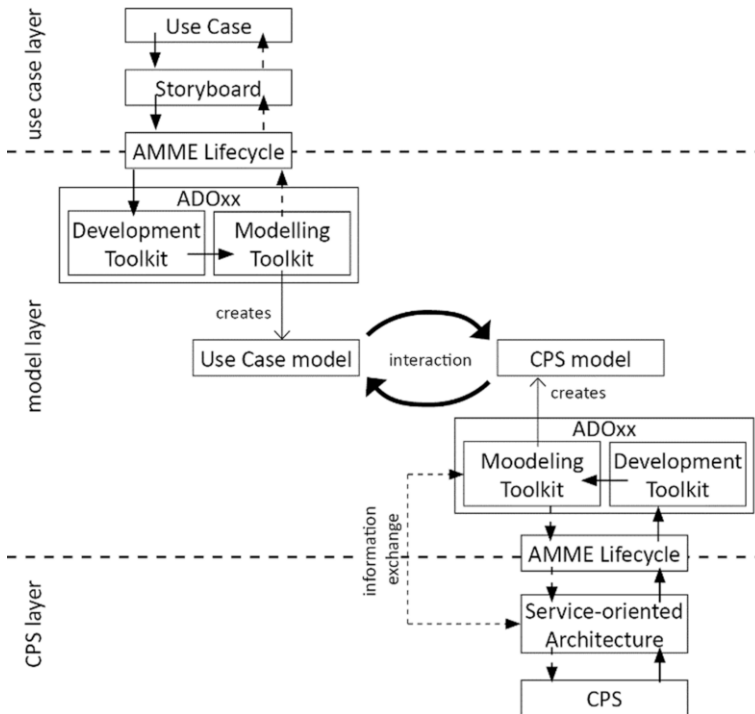 use case layer
Use Case
Storyboard
AMME Lifecycle
ADOxx
Development
Toolkit
Modelling
Toolkit
creates
model layer
Use Case model
interaction
CPS model
creates
ADOxx
Moodeling
Toolkit
Development
Toolkit
information
exchange
AMME Lifecycle
CPS layer
Service-oriented
Architecture
CPS